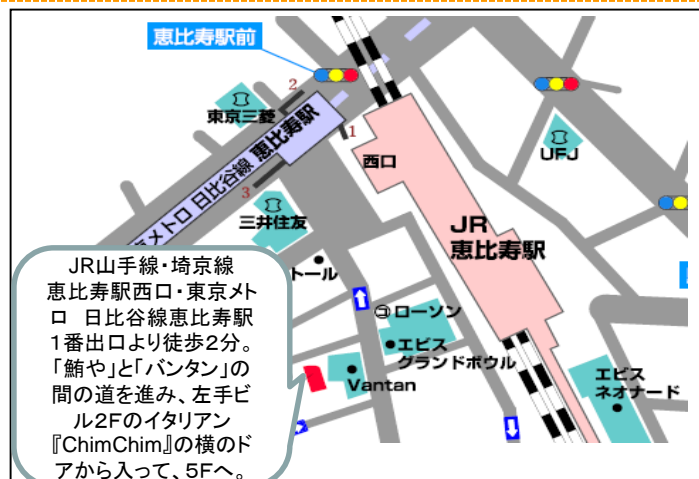 恵比寿駅前
2
東京三菱
1
UFJ
西口
メトロ 日比谷線 恵比寿駅
3
三井住友
JR
恵比寿駅
トール
ローソン
エビス
グランドボウル
Vantan
エビス
ネオナード
JR山手線・埼京線
恵比寿駅西口・東京メト
ロ 日比谷線恵比寿駅
1番出口より徒歩2分。
「鮪や」と「バンタン」の
間の道を進み、左手ビ
ル2Fのイタリアン
『ChimChim』の横のド
アから入って、5Fへ。